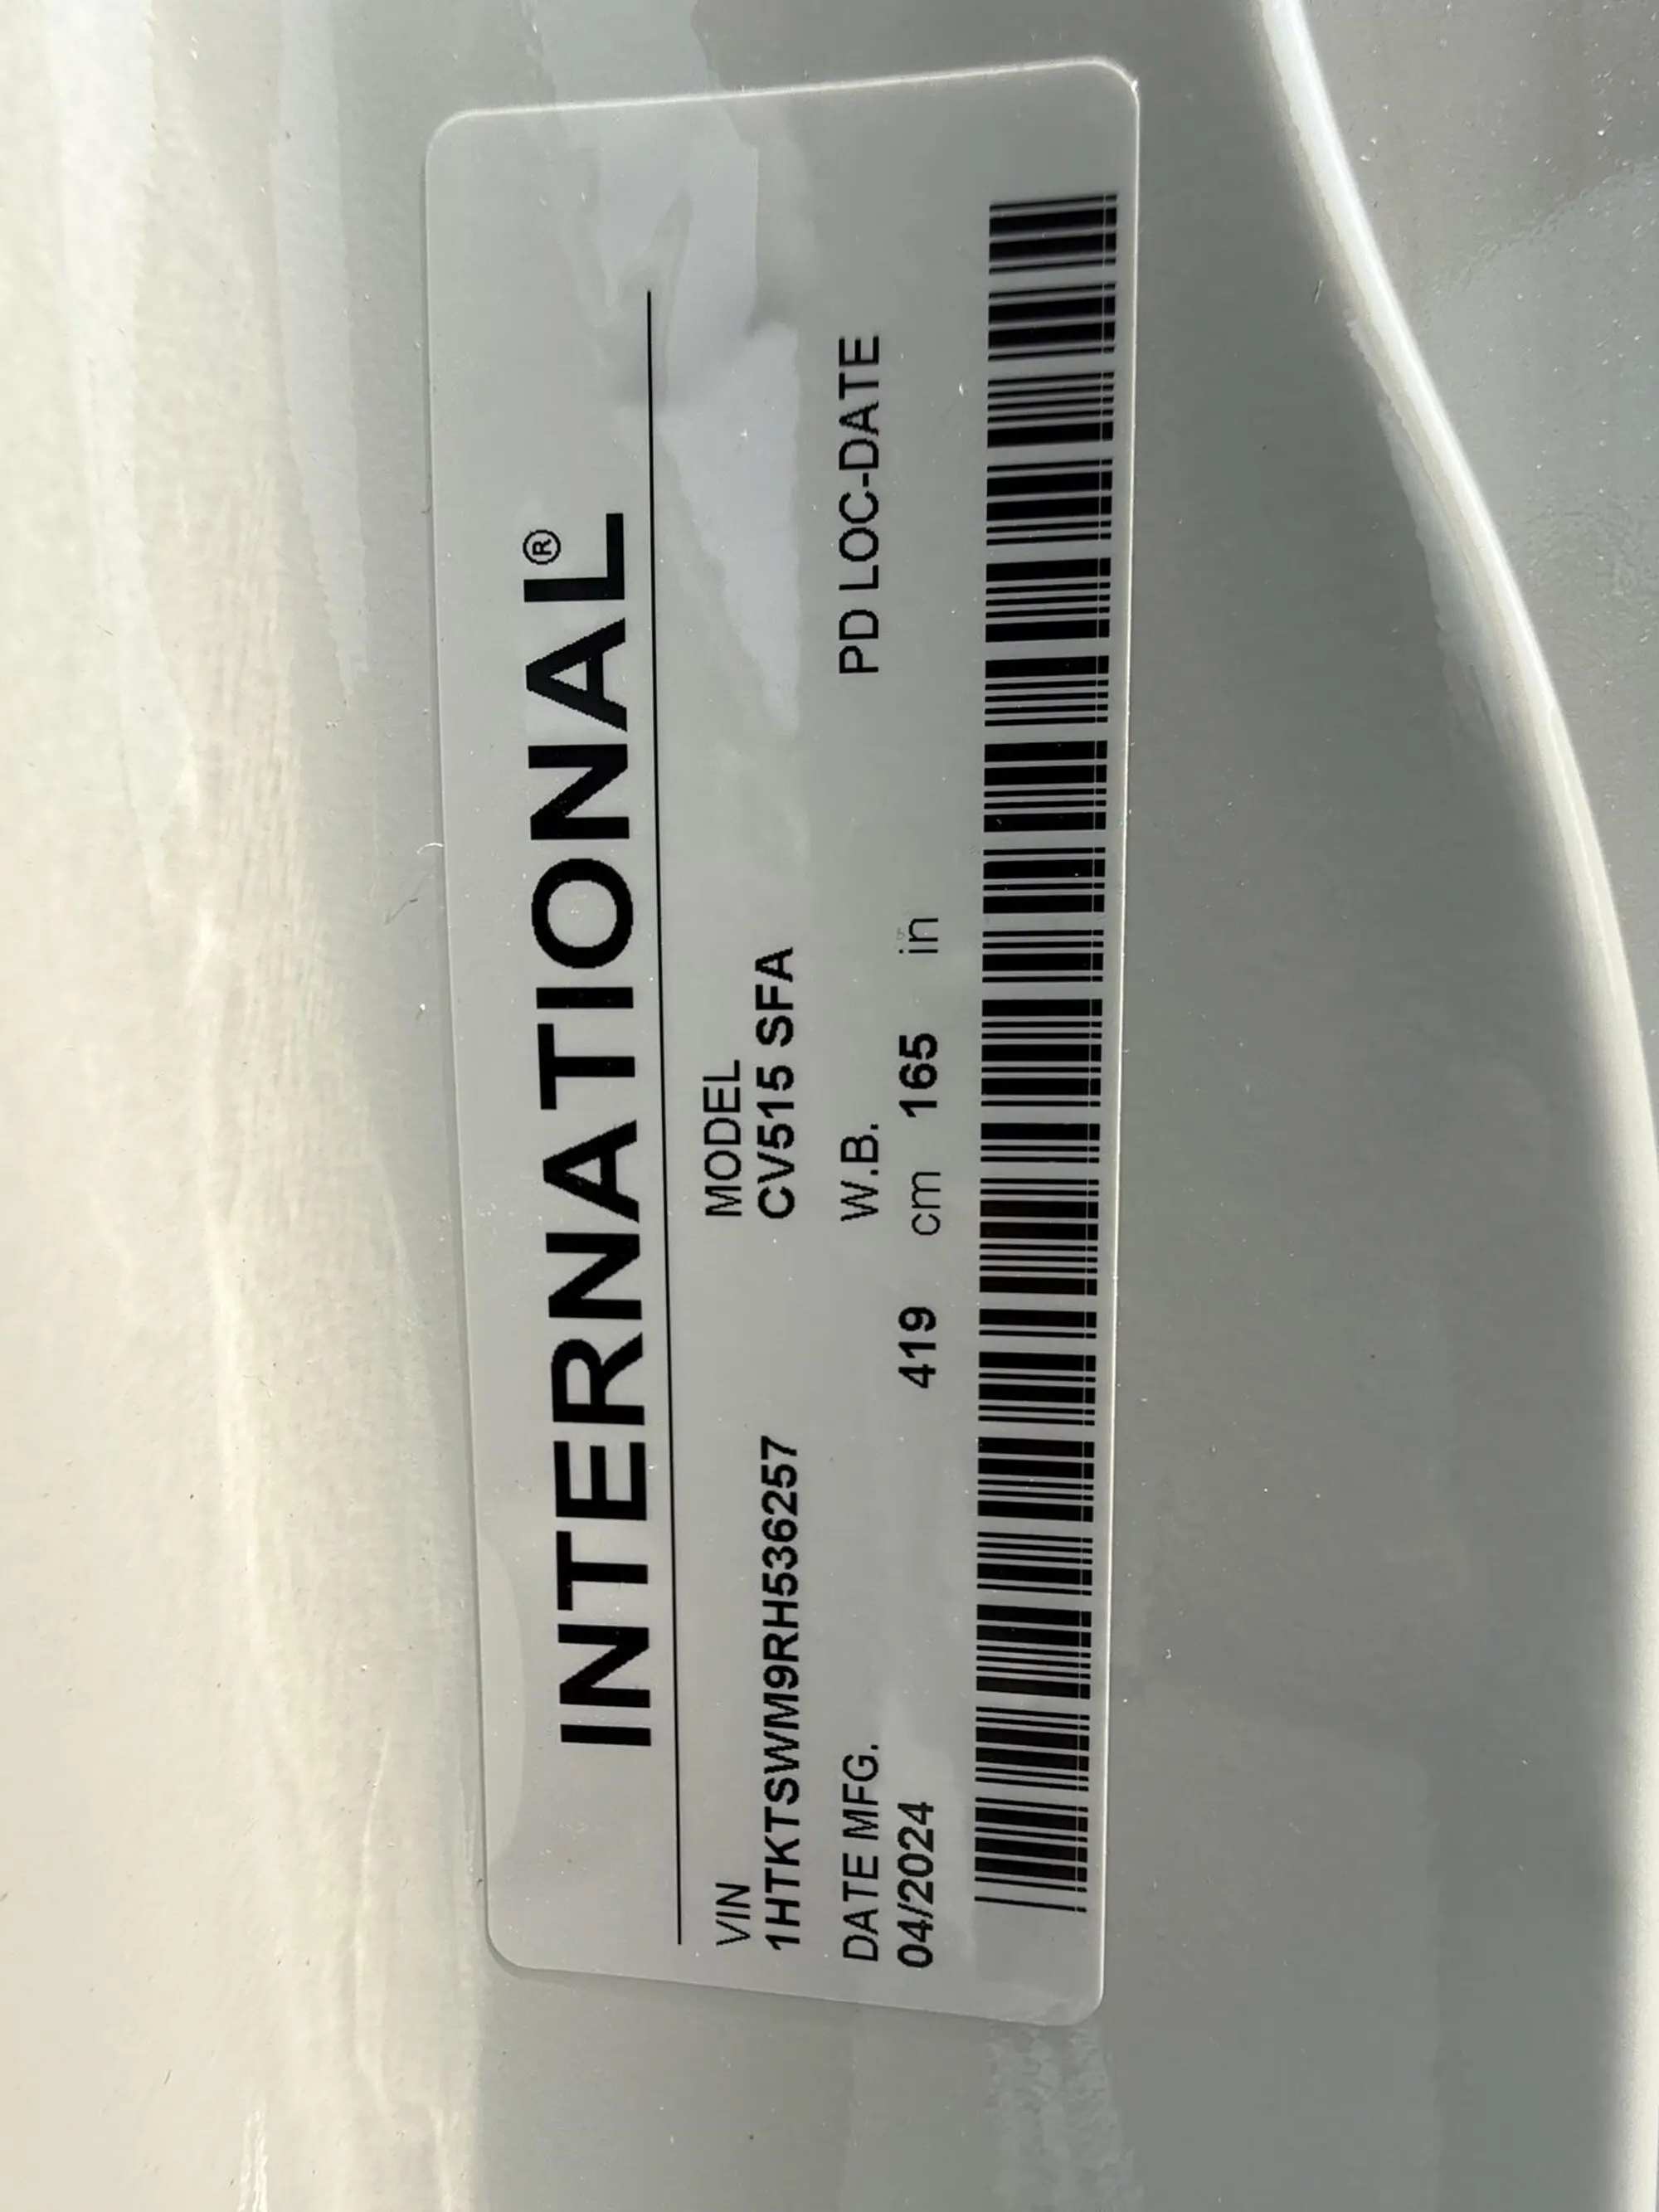 INTERNATIONAL®
VIN MODEL
1HTKTSWM9RH536257 CV515 SFA
DATE MFG. W.B. PD LOC-DATE
04/2024 419 cm 165 in